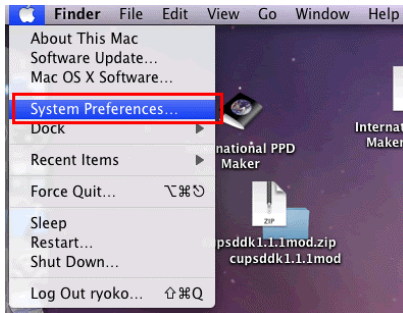 Finder File Edit View Go Window Help
About This Mac
Software Update...
Mac OS X Software...
System Preferences...
Dock
Recent Items
Force Quit... ⌥⌘⎋
Sleep
Restart...
Shut Down...
Log Out ryoko... ⇧⌘Q
national PPD
Maker
Internat
Maker
ZIP
cupsddk1.1.1mod.zip
cupsddk1.1.1mod